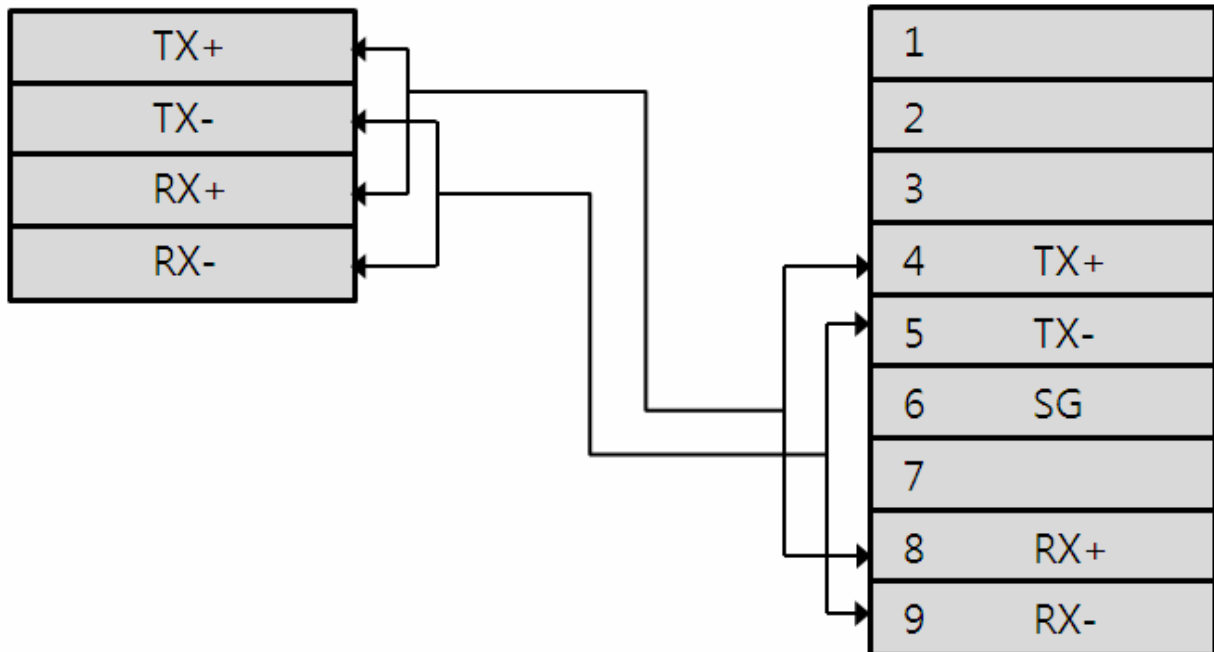 TX+
TX-
RX+
RX-
1
2
3
4 TX+
5 TX-
6 SG
7
8 RX+
9 RX-